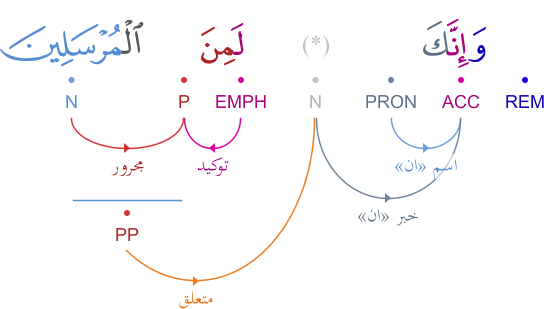 وَإِنَّكَ (*) لَمِنَ ٱلْمُرْسَلِينَ
REM ACC PRON N EMPH P N
اسم «ان» توكيد مجرور
خبر «ان»
PP
متعلق